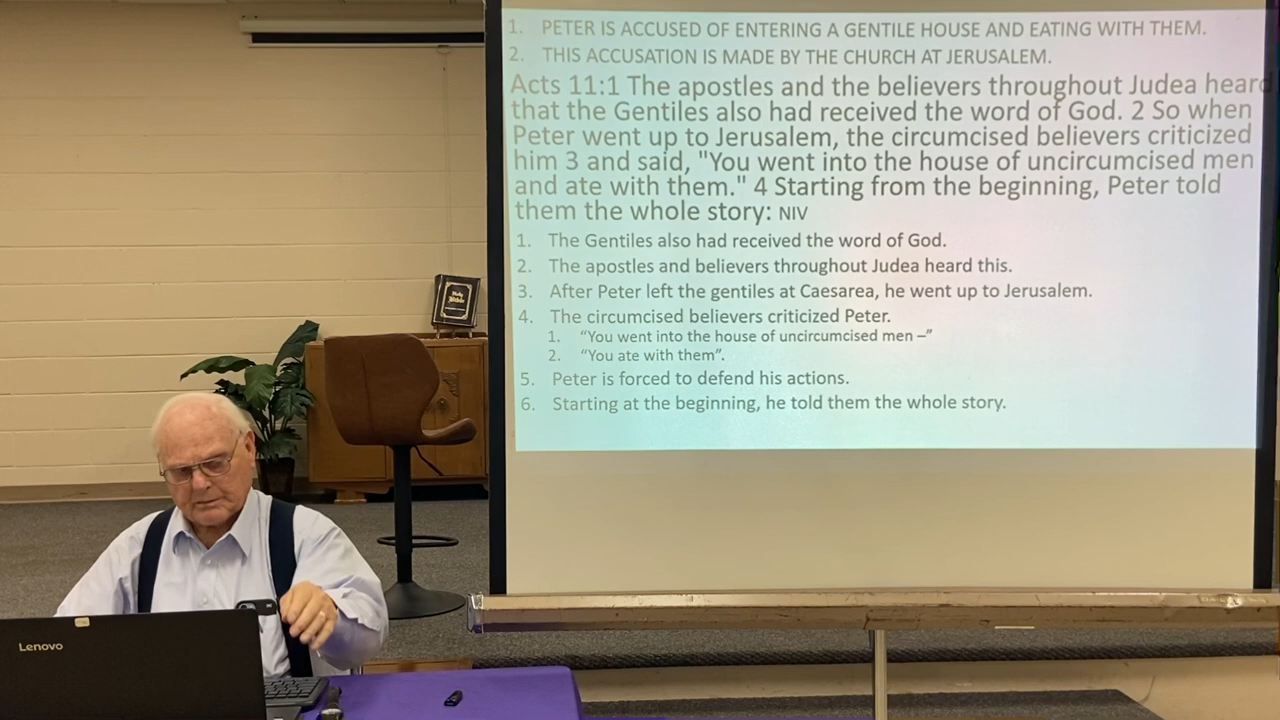 1. PETER IS ACCUSED OF ENTERING A GENTILE HOUSE AND EATING WITH THEM.
2. THIS ACCUSATION IS MADE BY THE CHURCH AT JERUSALEM.
Acts 11:1 The apostles and the believers throughout Judea heard
that the Gentiles also had received the word of God. 2 So when
Peter went up to Jerusalem, the circumcised believers criticized
him 3 and said, "You went into the house of uncircumcised men
and ate with them." 4 Starting from the beginning, Peter told
them the whole story: NIV
1. The Gentiles also had received the word of God.
2. The apostles and believers throughout Judea heard this.
3. After Peter left the gentiles at Caesarea, he went up to Jerusalem.
4. The circumcised believers criticized Peter.
1. “You went into the house of uncircumcised men –”
2. “You ate with them”.
5. Peter is forced to defend his actions.
6. Starting at the beginning, he told them the whole story.
Holy
Bible
Lenovo